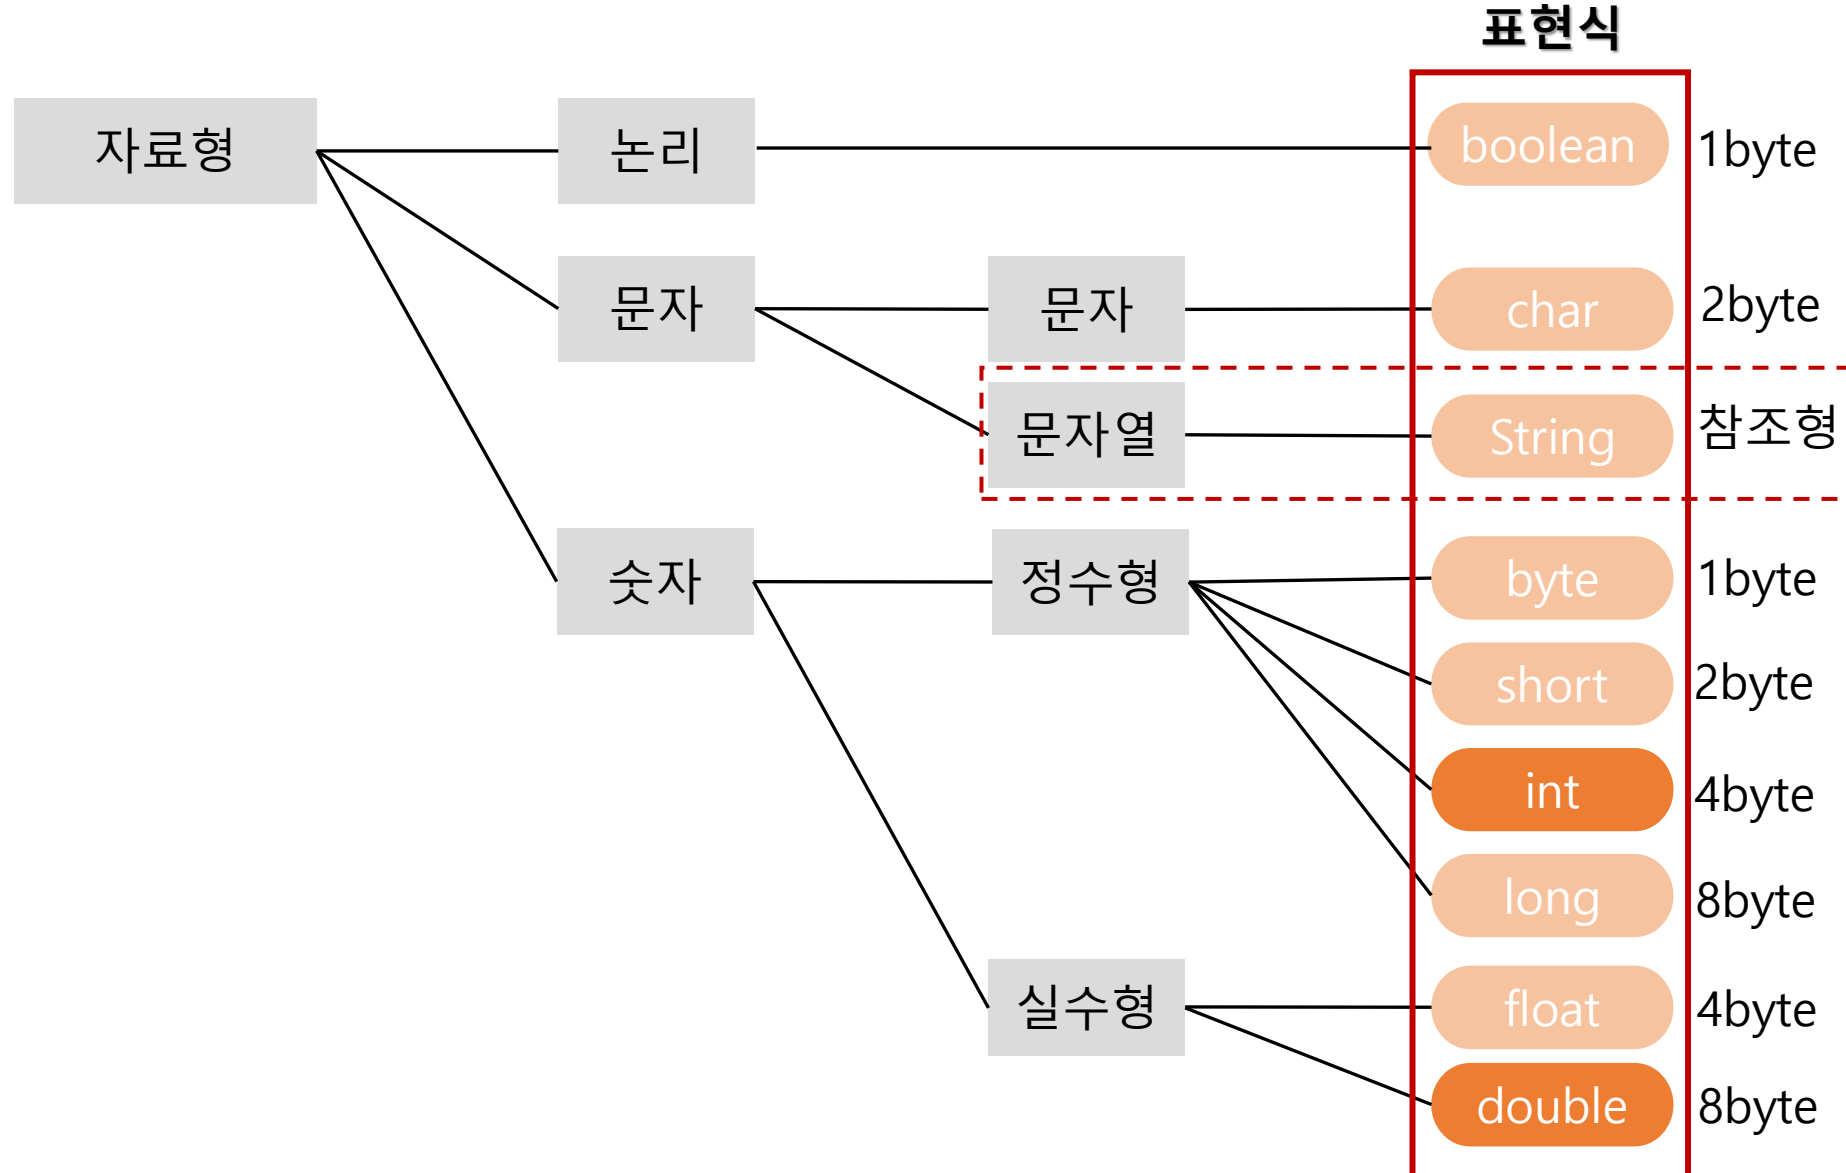 표현식
자료형
논리
boolean
1byte
문자
문자
char
2byte
문자열
String
참조형
숫자
정수형
byte
1byte
short
2byte
int
4byte
long
8byte
실수형
float
4byte
double
8byte